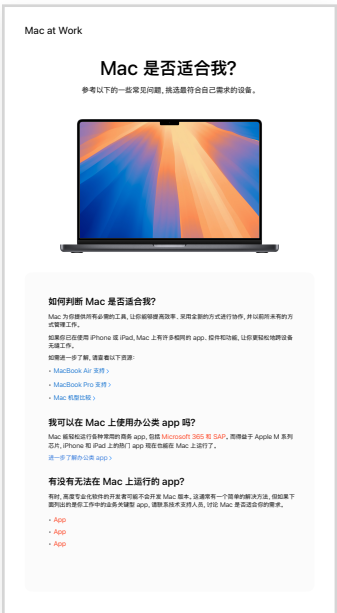 Mac at Work
Mac 是否适合我？
参考以下的一些常见问题，挑选最符合自己需求的设备。
如何判断 Mac 是否适合我？
Mac 为你提供所有必需的工具，让你能够提高效率、采用全新的方式进行协作，并以前所未有的方
式管理工作。
如果你已在使用 iPhone 或 iPad，Mac 上有许多相同的 app、控件和功能，让你更轻松地跨设备
无缝工作。
如需进一步了解，请查看以下资源：
• MacBook Air 支持 >
• MacBook Pro 支持 >
• Mac 机型比较 >
我可以在 Mac 上使用办公类 app 吗？
Mac 能轻松运行各种常用的商务 app，包括 Microsoft 365 和 SAP。而得益于 Apple M 系列
芯片，iPhone 和 iPad 上的热门 app 现在也能在 Mac 上运行了。
进一步了解办公类 app >
有没有无法在 Mac 上运行的 app？
有时，高度专业化软件的开发者可能不会开发 Mac 版本。这通常有一个简单的解决方法，但如果下
面列出的是你工作中的业务关键型 app，请联系技术支持人员，讨论 Mac 是否适合你的需求。
• App
• App
• App